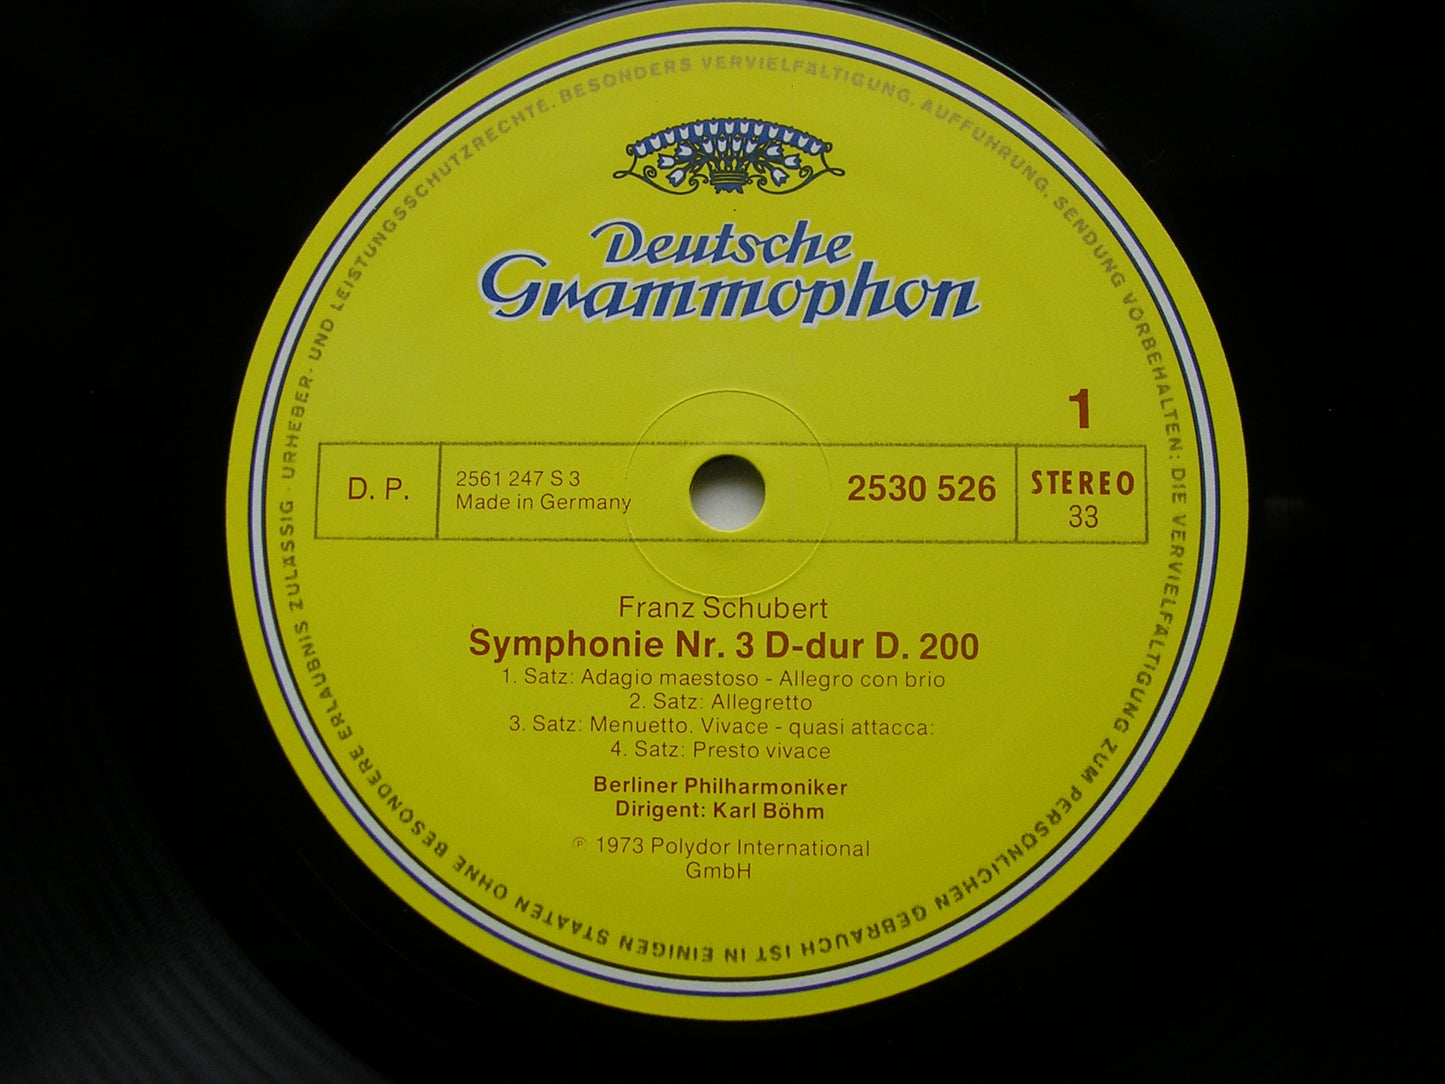 URHEBER- UND LEISTUNGSSCHUTZRECHTE, BESONDERS VERVIELFÄLTIGUNG, AUFFÜHRUNG, SENDUNG VORBEHALTEN: DIE VERVIELFÄLTIGUNG ZUM PERSÖNLICHEN GEBRAUCH IST IN EINIGEN STAATEN OHNE BESONDERE ERLAUBNIS ZULÄSSIG ·
Deutsche
Grammophon
1
D. P.
2561 247 S 3
Made in Germany
2530 526
STEREO
33
Franz Schubert
Symphonie Nr. 3 D-dur D. 200
1. Satz: Adagio maestoso - Allegro con brio
2. Satz: Allegretto
3. Satz: Menuetto. Vivace - quasi attacca:
4. Satz: Presto vivace
Berliner Philharmoniker
Dirigent: Karl Böhm
℗ 1973 Polydor International
GmbH